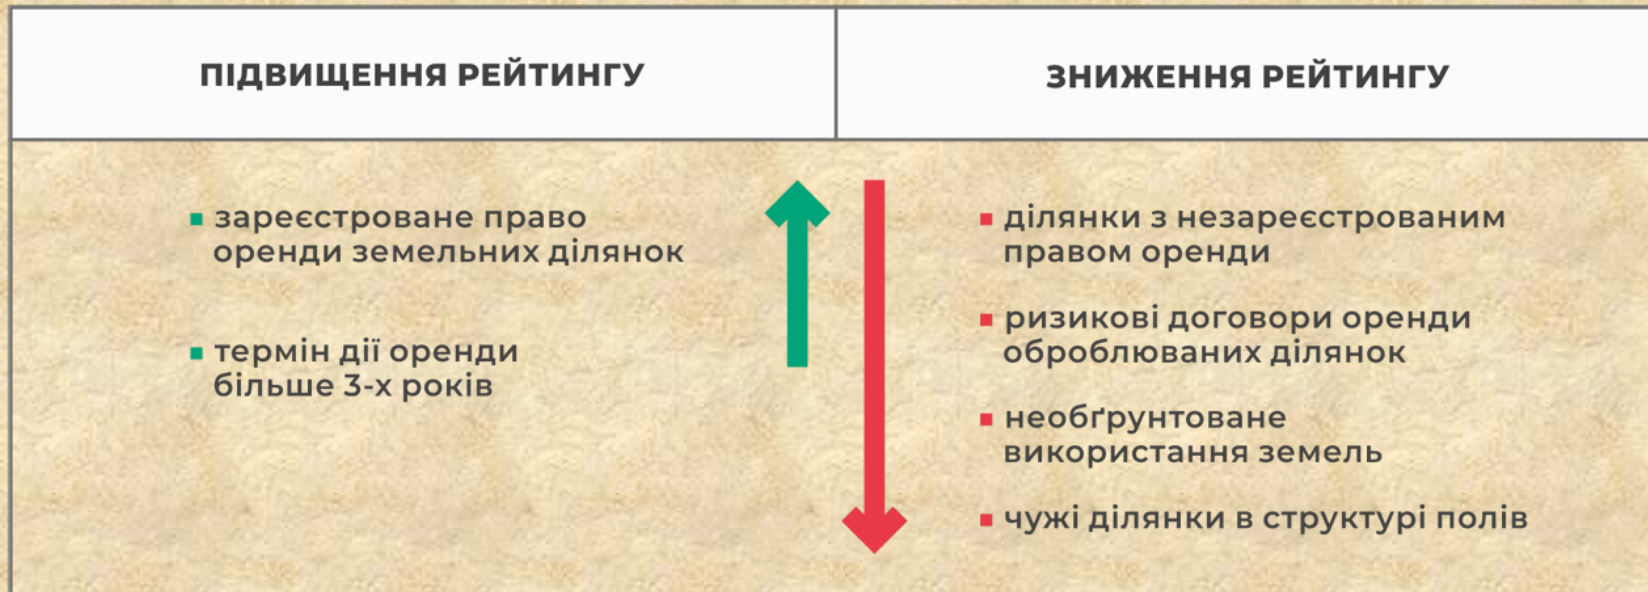 ПІДВИЩЕННЯ РЕЙТИНГУ
ЗНИЖЕННЯ РЕЙТИНГУ
зареєстроване право
оренди земельних ділянок
термін дії оренди
більше 3-х років
ділянки з незареєстрованим
правом оренди
ризикові договори оренди
оброблюваних ділянок
необґрунтоване
використання земель
чужі ділянки в структурі полів